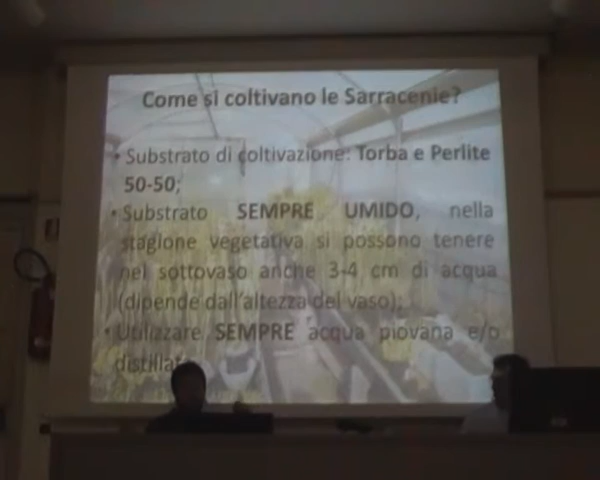 Come si coltivano le Sarracenie?
• Substrato di coltivazione: Torba e Perlite
50-50;
• Substrato SEMPRE UMIDO, nella
stagione vegetativa si possono tenere
nel sottovaso anche 3-4 cm di acqua
(dipende dall'altezza del vaso);
• Utilizzare SEMPRE acqua piovana e/o